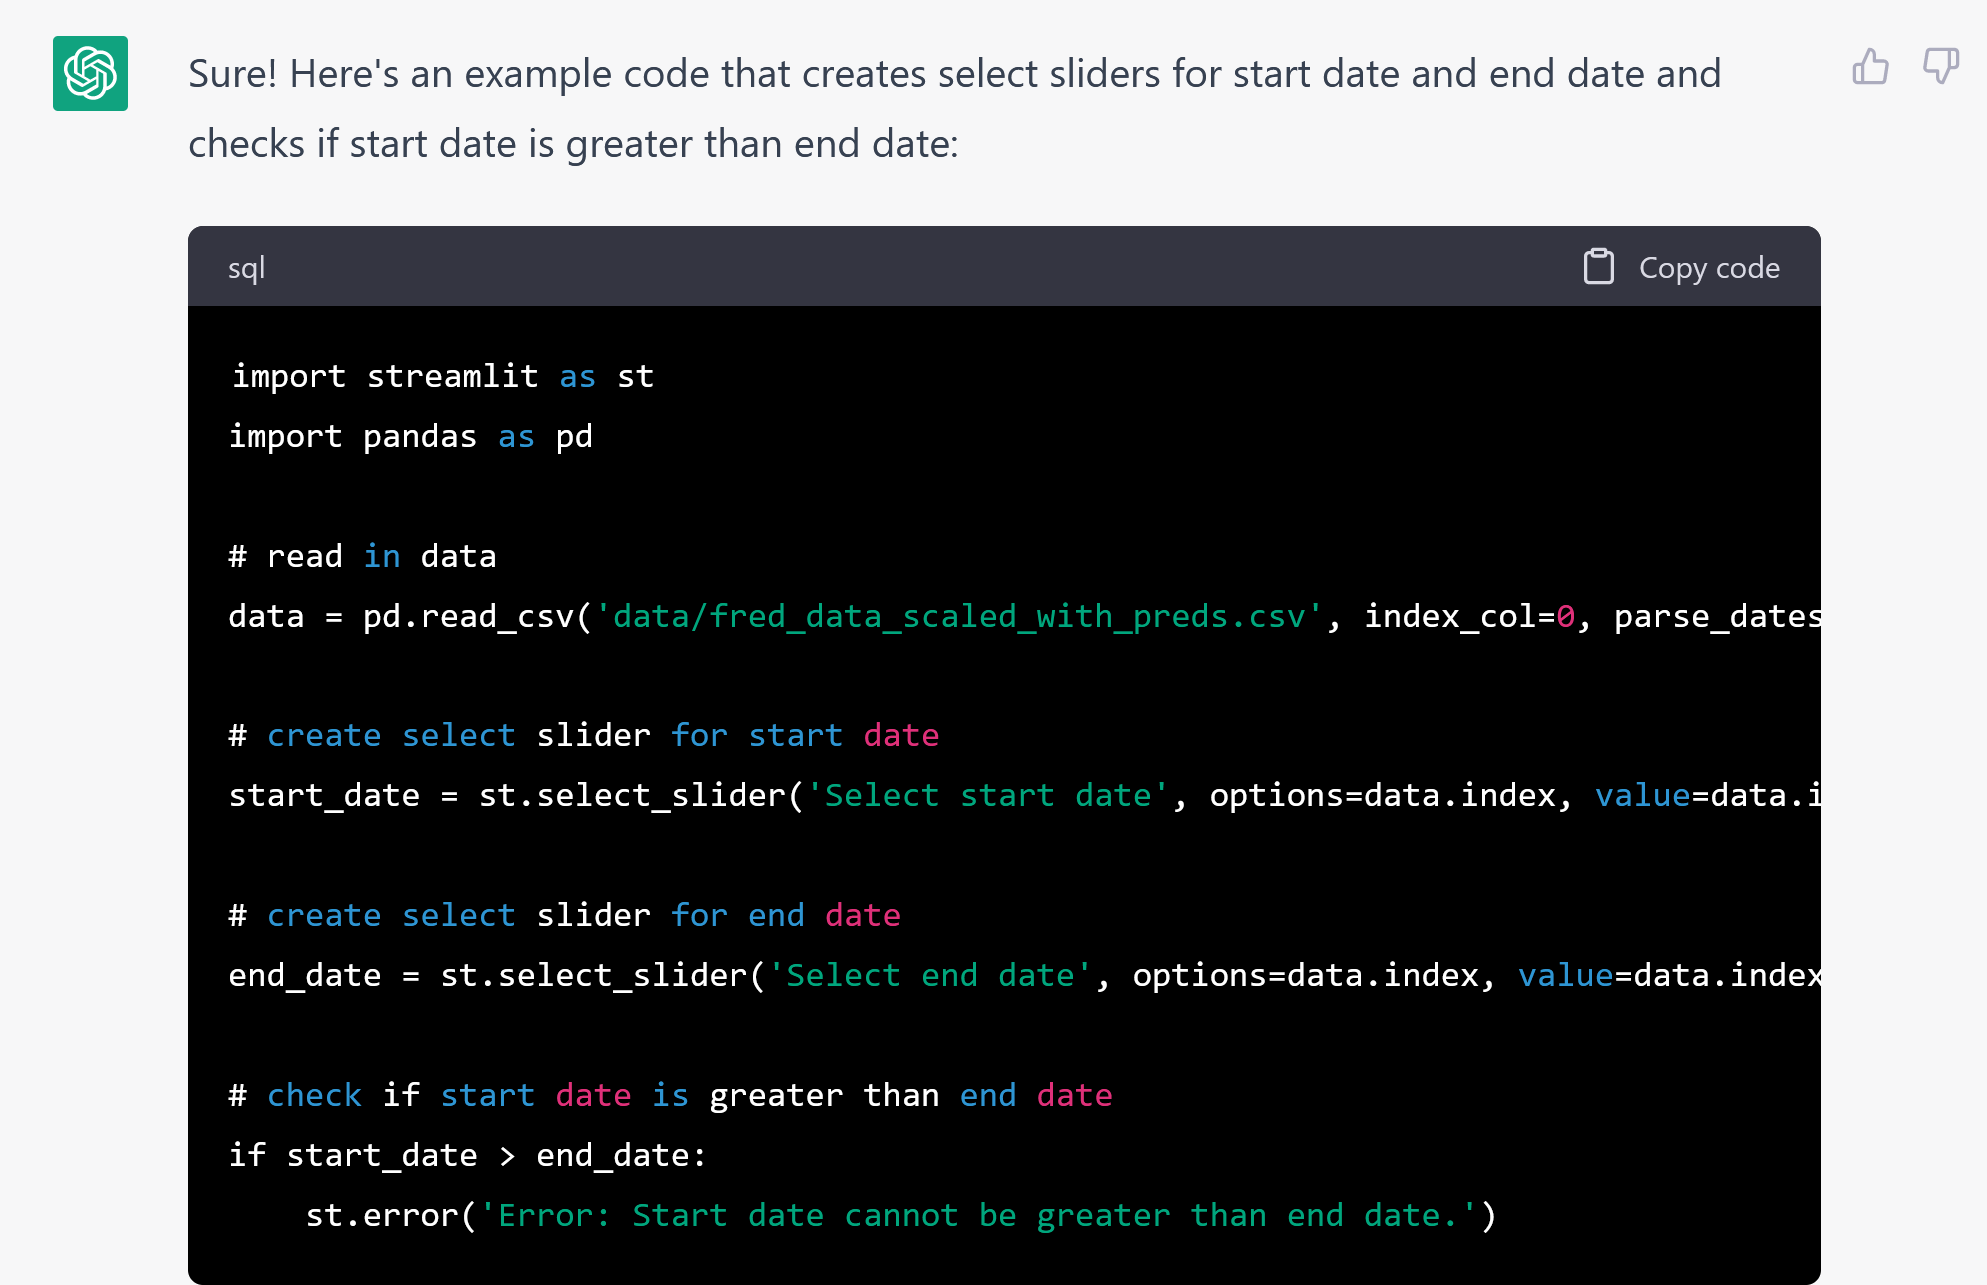 Sure! Here's an example code that creates select sliders for start date and end date and
checks if start date is greater than end date:
sql
Copy code
import streamlit as st
import pandas as pd
# read in data
data = pd.read_csv('data/fred_data_scaled_with_preds.csv', index_col=0, parse_dates
# create select slider for start date
start_date = st.select_slider('Select start date', options=data.index, value=data.i
# create select slider for end date
end_date = st.select_slider('Select end date', options=data.index, value=data.index
# check if start date is greater than end date
if start_date > end_date:
    st.error('Error: Start date cannot be greater than end date.')